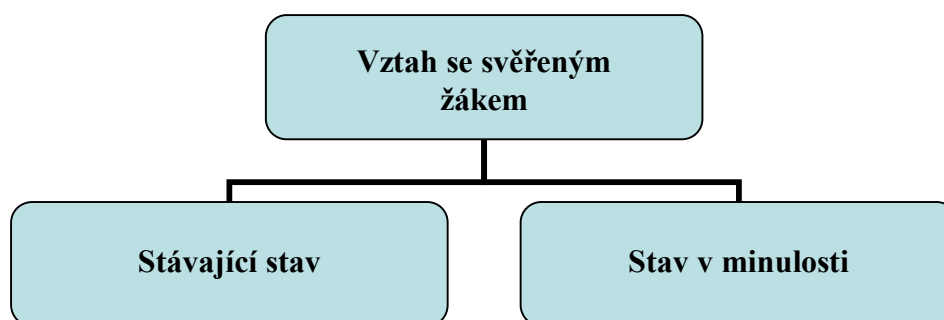 Vztah se svěřeným
žákem
Stávající stav
Stav v minulosti